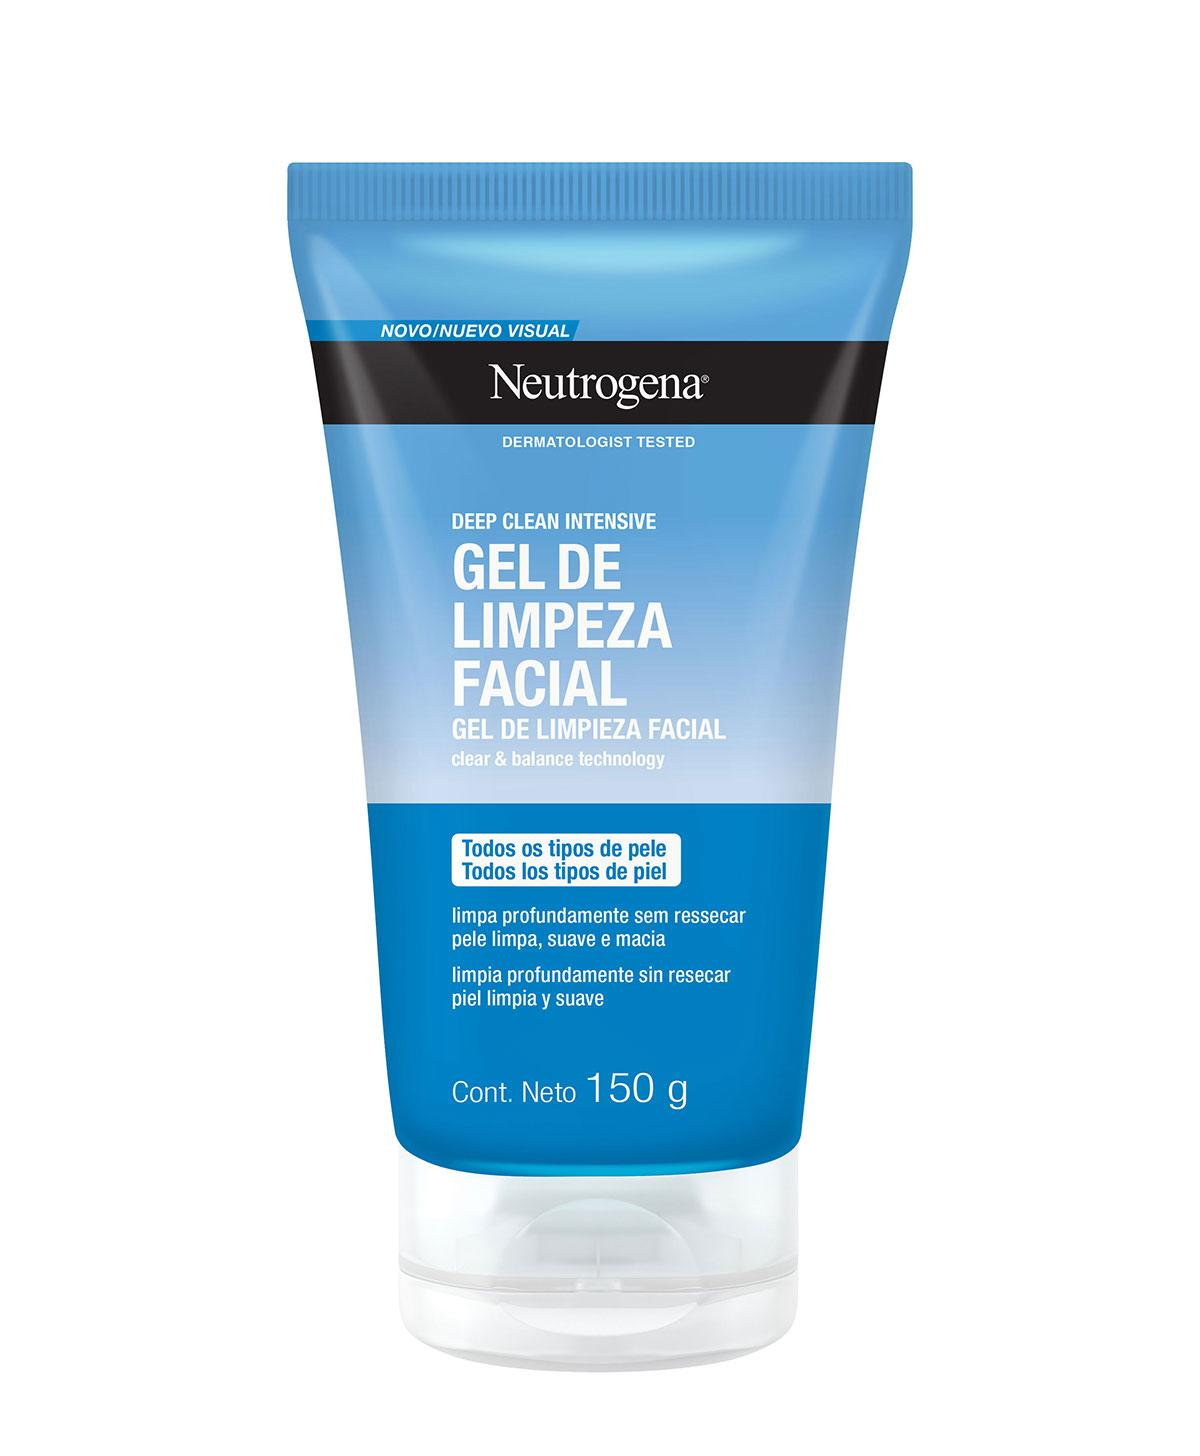 NOVO/NUEVO VISUAL
Neutrogena®
DERMATOLOGIST TESTED
DEEP CLEAN INTENSIVE
GEL DE
LIMPEZA
FACIAL
GEL DE LIMPIEZA FACIAL
clear & balance technology
Todos os tipos de pele
Todos los tipos de piel
limpa profundamente sem ressecar
pele limpa, suave e macia
limpia profundamente sin resecar
piel limpia y suave
Cont. Neto 150 g